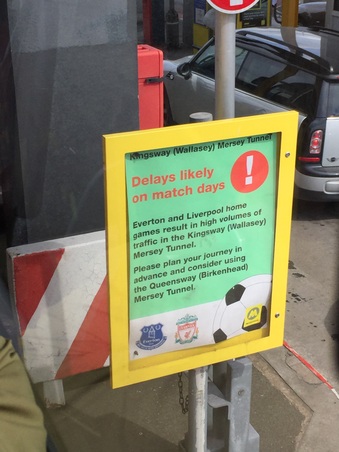 Kingsway (Wallasey) Mersey Tunnel
Delays likely
on match days
!
Everton and Liverpool home
games result in high volumes of
traffic in the Kingsway (Wallasey)
Mersey Tunnel.
Please plan your journey in
advance and consider using
the Queensway (Birkenhead)
Mersey Tunnel.